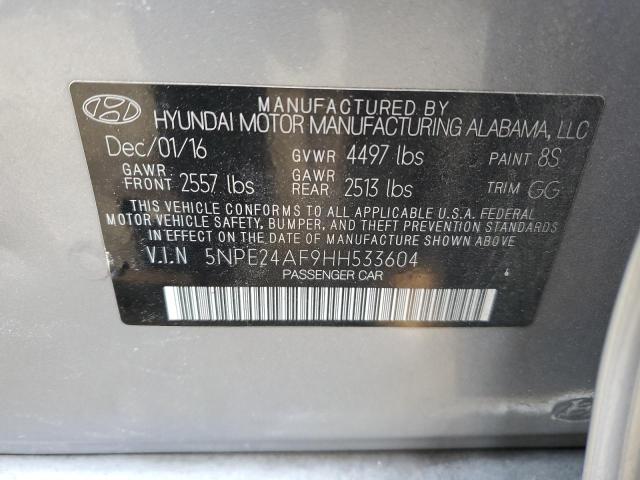 MANUFACTURED BY
HYUNDAI MOTOR MANUFACTURING ALABAMA, LLC
Dec/01/16 GVWR 4497 lbs PAINT 8S
GAWR FRONT 2557 lbs GAWR REAR 2513 lbs TRIM GG
THIS VEHICLE CONFORMS TO ALL APPLICABLE U.S.A. FEDERAL
MOTOR VEHICLE SAFETY, BUMPER, AND THEFT PREVENTION STANDARDS
IN EFFECT ON THE DATE OF MANUFACTURE SHOWN ABOVE.
V.I.N 5NPE24AF9HH533604
PASSENGER CAR